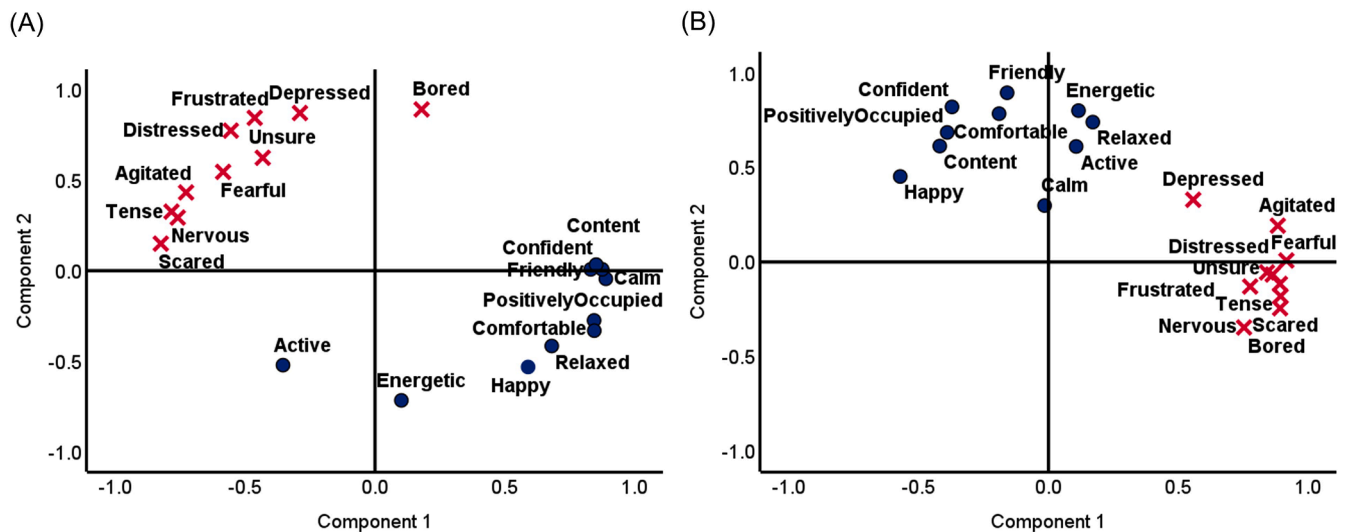 (A)
(B)
1.0
0.5
0.0
-0.5
-1.0
Component 2
Frustrated
Depressed
Bored
Distressed
Unsure
Agitated
Fearful
Tense
Nervous
Scared
Content
Confident
Friendly
Calm
PositivelyOccupied
Comfortable
Relaxed
Happy
Active
Energetic
-1.0
-0.5
0.0
0.5
1.0
Component 1
1.0
0.5
0.0
-0.5
-1.0
Component 2
Friendly
Confident
Energetic
PositivelyOccupied
Comfortable
Relaxed
Content
Active
Happy
Calm
Depressed
Agitated
Distressed
Fearful
Unsure
Frustrated
Tense
Nervous
Scared
Bored
-1.0
-0.5
0.0
0.5
1.0
Component 1